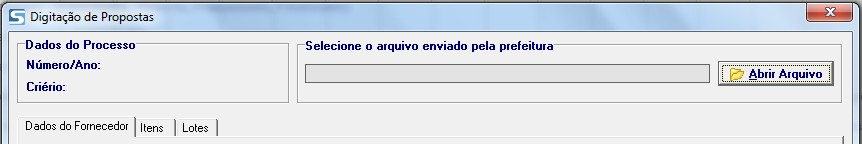 Digitação de Propostas
Dados do Processo
Número/Ano:
Criério:
Selecione o arquivo enviado pela prefeitura
Abrir Arquivo
Dados do Fornecedor Itens Lotes